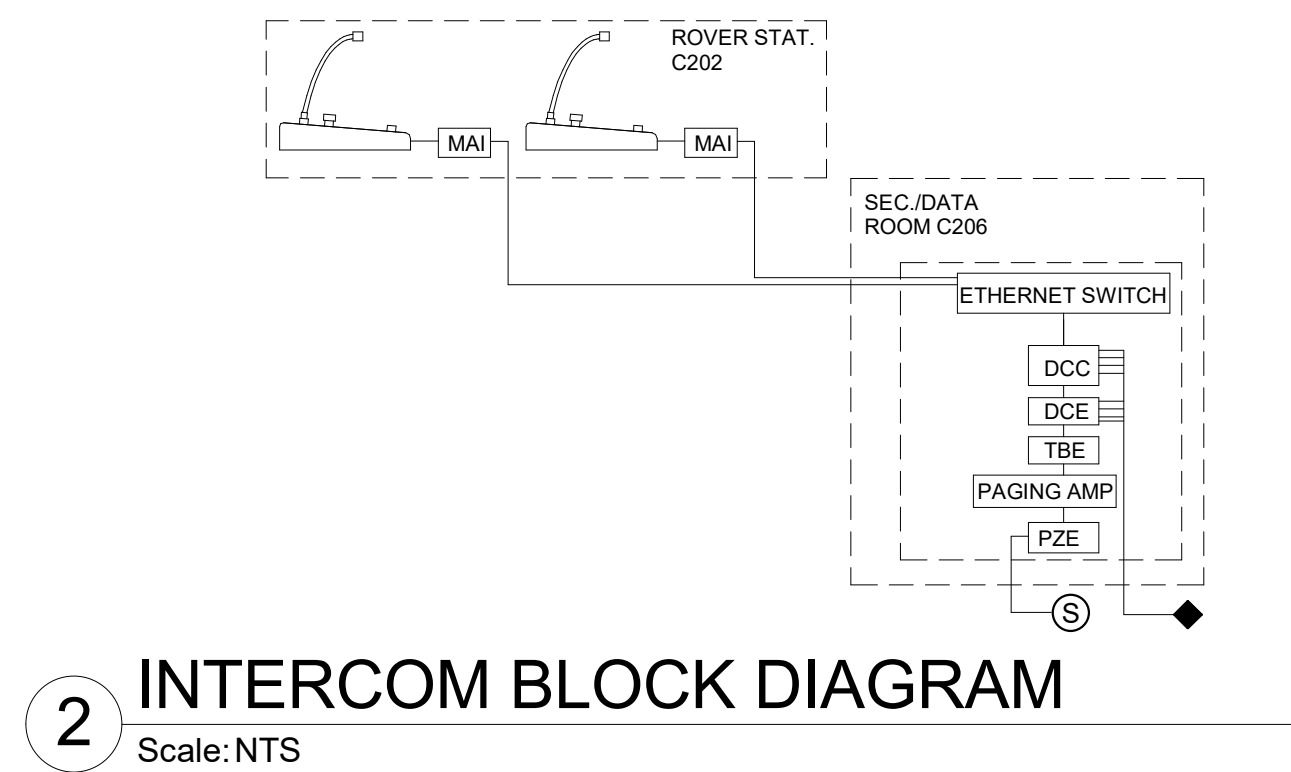 ROVER STAT.
C202
MAI
MAI
SEC./DATA
ROOM C206
ETHERNET SWITCH
DCC
DCE
TBE
PAGING AMP
PZE
S
2
INTERCOM BLOCK DIAGRAM
Scale: NTS